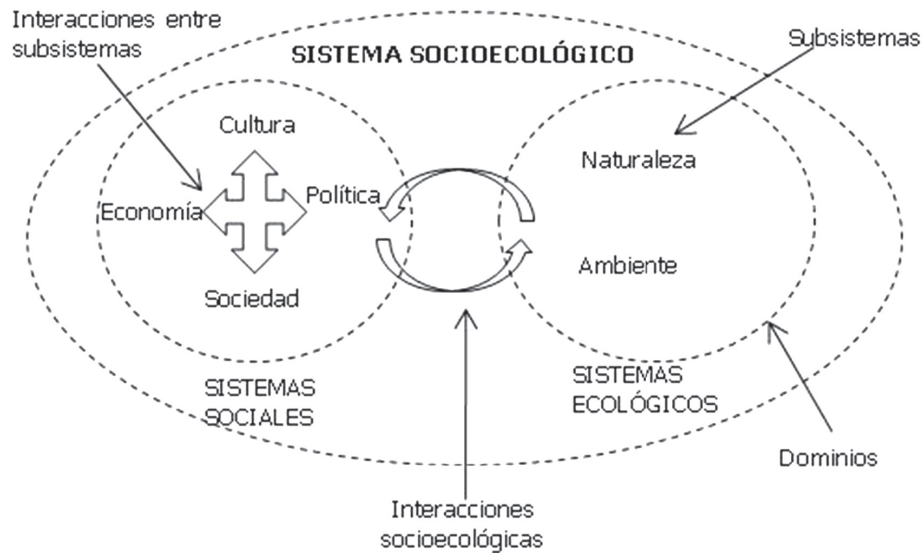 Interacciones entre
subsistemas
SISTEMA SOCIOECOLÓGICO
Subsistemas
Cultura
Naturaleza
Economía
Política
Ambiente
Sociedad
SISTEMAS
SOCIALES
SISTEMAS
ECOLÓGICOS
Dominios
Interacciones
socioecológicas